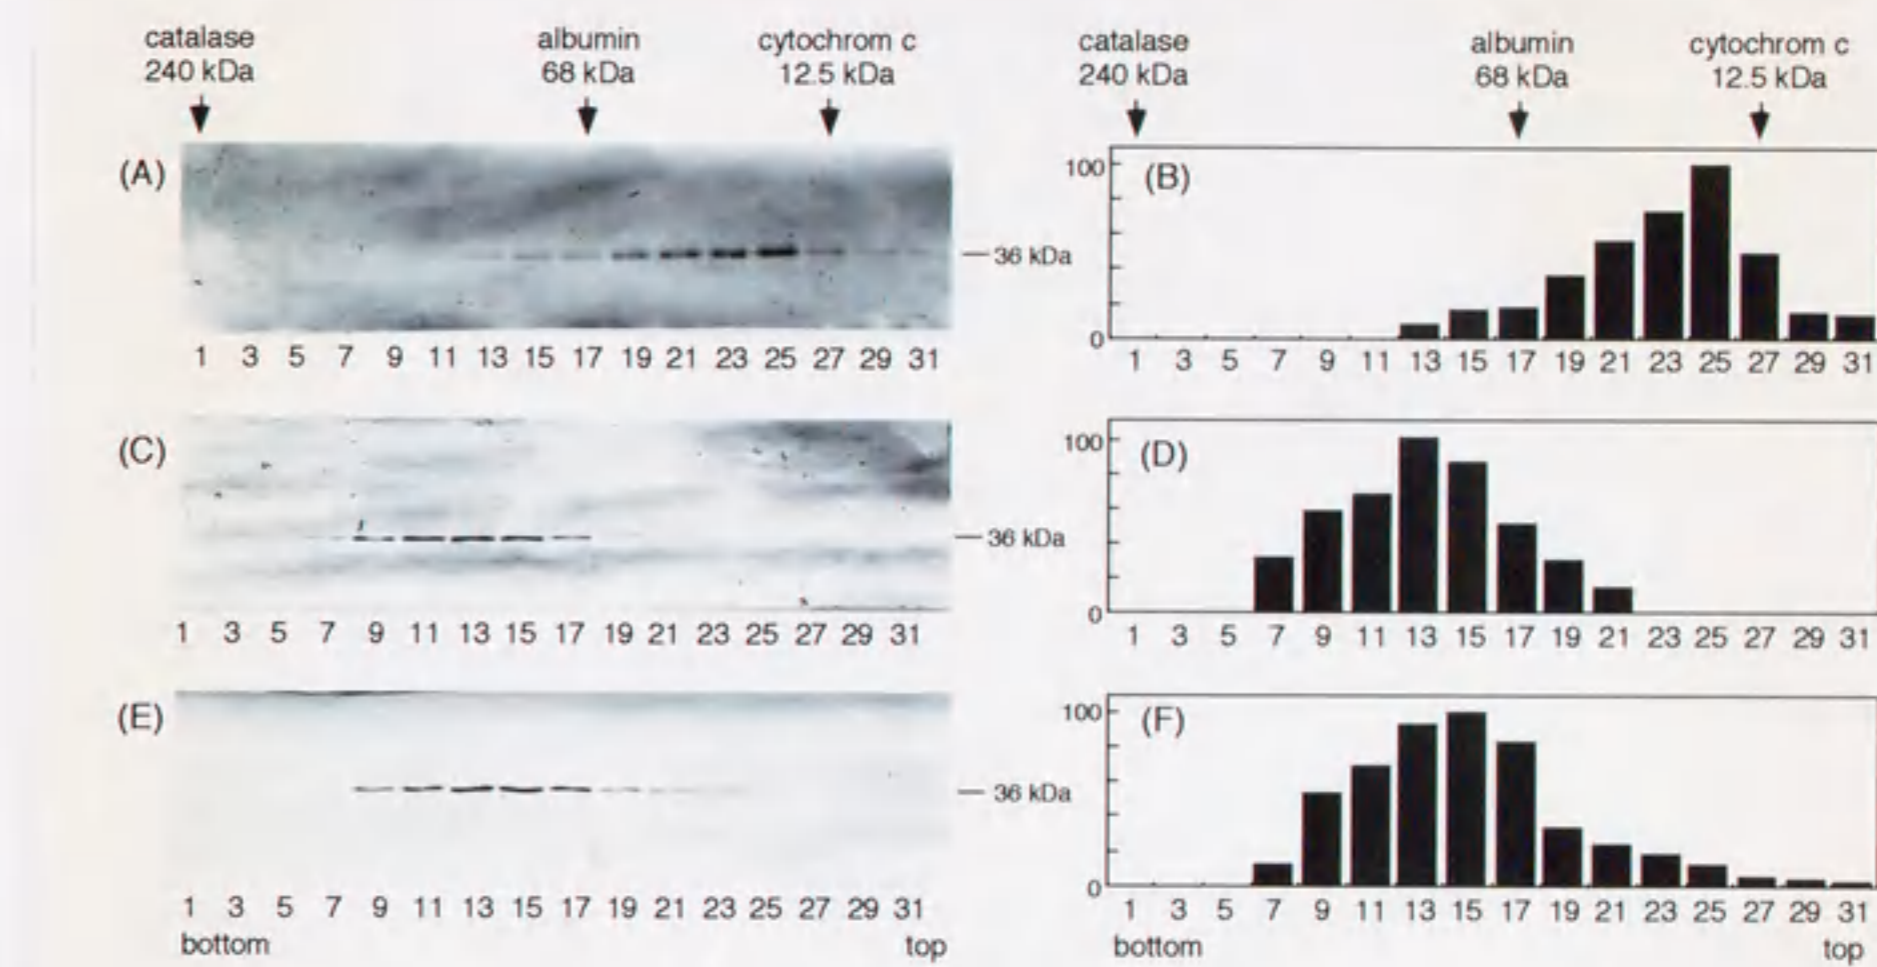 catalase albumin cytochrom c catalase albumin cytochrom c
240 kDa 68 kDa 12.5 kDa 240 kDa 68 kDa 12.5 kDa
(A)
36 kDa
1 3 5 7 9 11 13 15 17 19 21 23 25 27 29 31
100
(B)
0
1 3 5 7 9 11 13 15 17 19 21 23 25 27 29 31
(C)
36 kDa
1 3 5 7 9 11 13 15 17 19 21 23 25 27 29 31
100
(D)
0
1 3 5 7 9 11 13 15 17 19 21 23 25 27 29 31
(E)
36 kDa
1 3 5 7 9 11 13 15 17 19 21 23 25 27 29 31
bottom top
100
(F)
0
1 3 5 7 9 11 13 15 17 19 21 23 25 27 29 31
bottom top